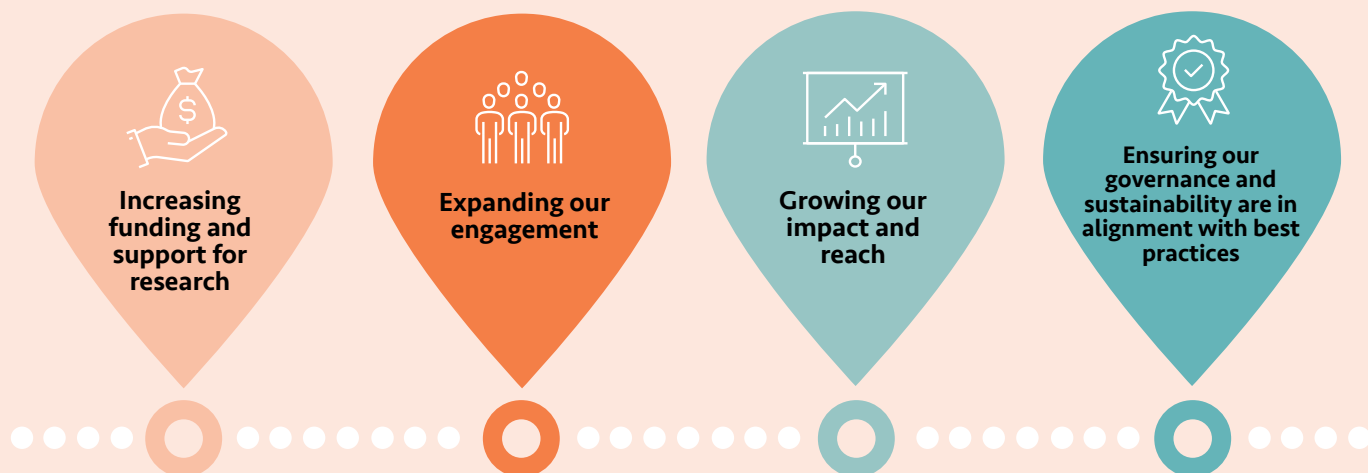 Increasing
funding and
support for
research
Expanding our
engagement
Growing our
impact and
reach
Ensuring our
governance and
sustainability are in
alignment with best
practices